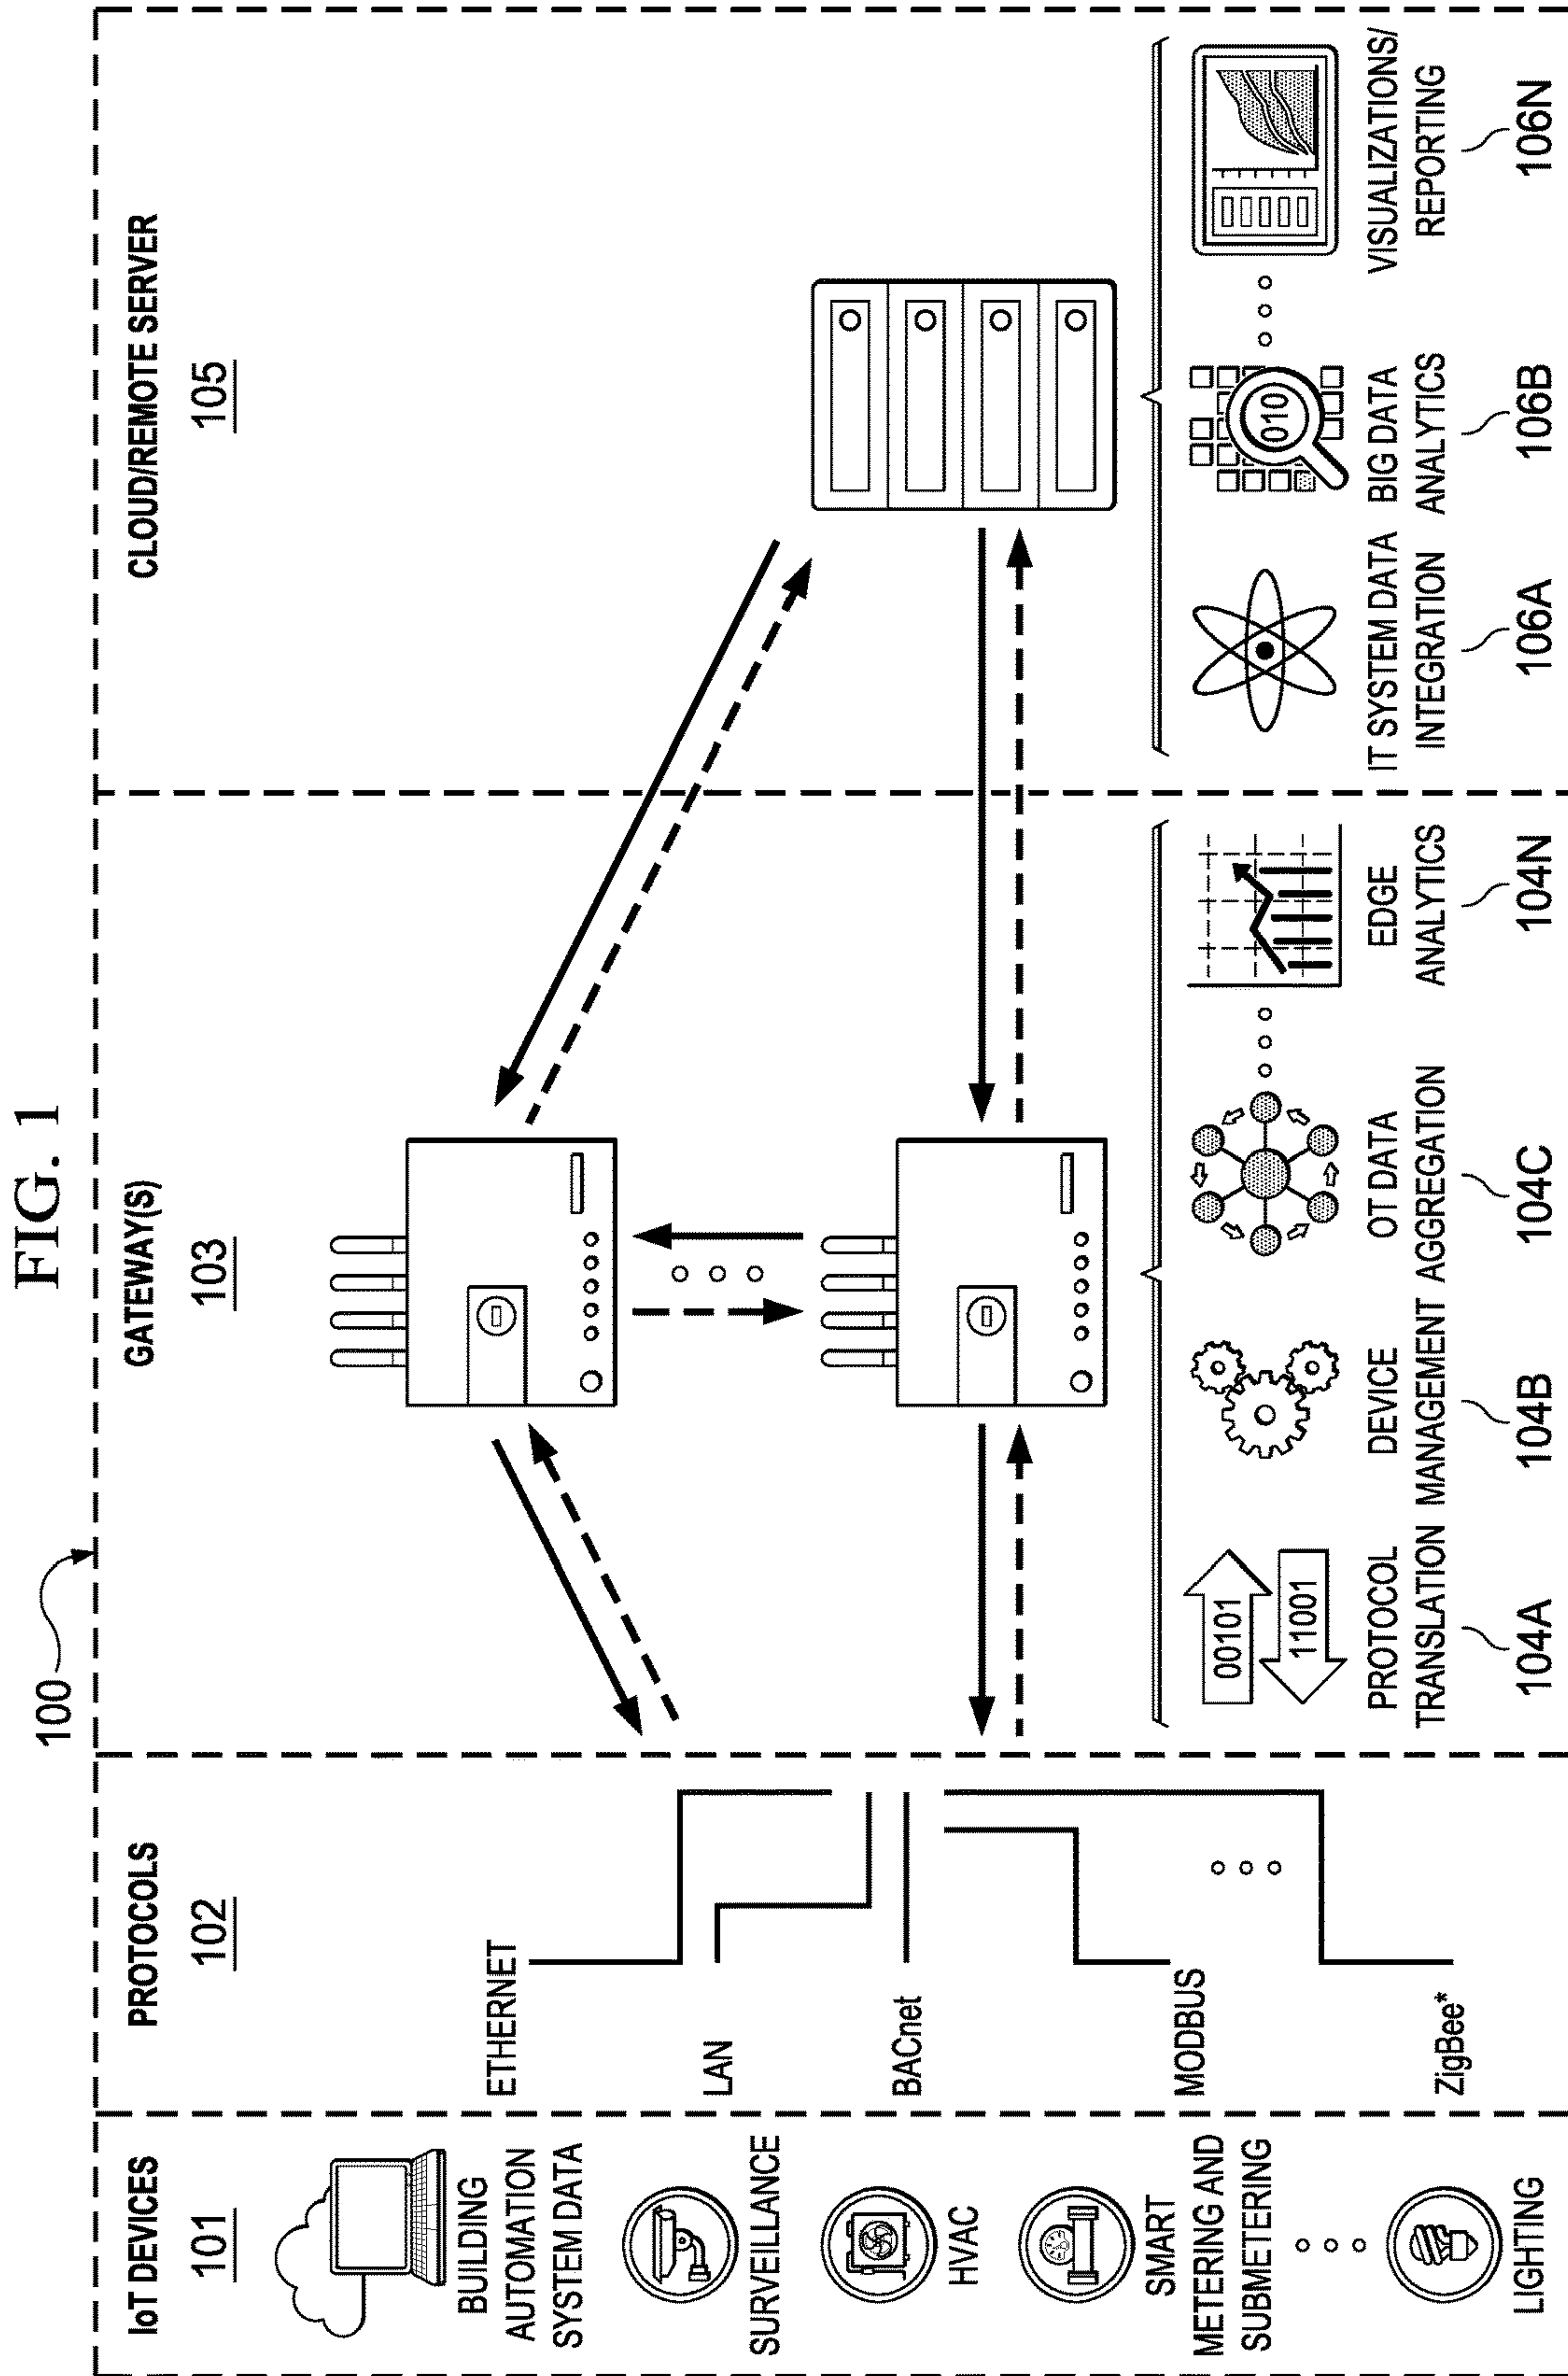 FIG. 1
100
IoT DEVICES
101
BUILDING
AUTOMATION
SYSTEM DATA
SURVEILLANCE
HVAC
SMART
METERING AND
SUBMETERING
LIGHTING
PROTOCOLS
102
ETHERNET
LAN
BACnet
MODBUS
ZigBee*
GATEWAY(S)
103
00101
11001
PROTOCOL
TRANSLATION
104A
DEVICE
MANAGEMENT
104B
OT DATA
AGGREGATION
104C
EDGE
ANALYTICS
104N
CLOUD/REMOTE SERVER
105
IT SYSTEM DATA
INTEGRATION
106A
010
BIG DATA
ANALYTICS
106B
VISUALIZATIONS/
REPORTING
106N